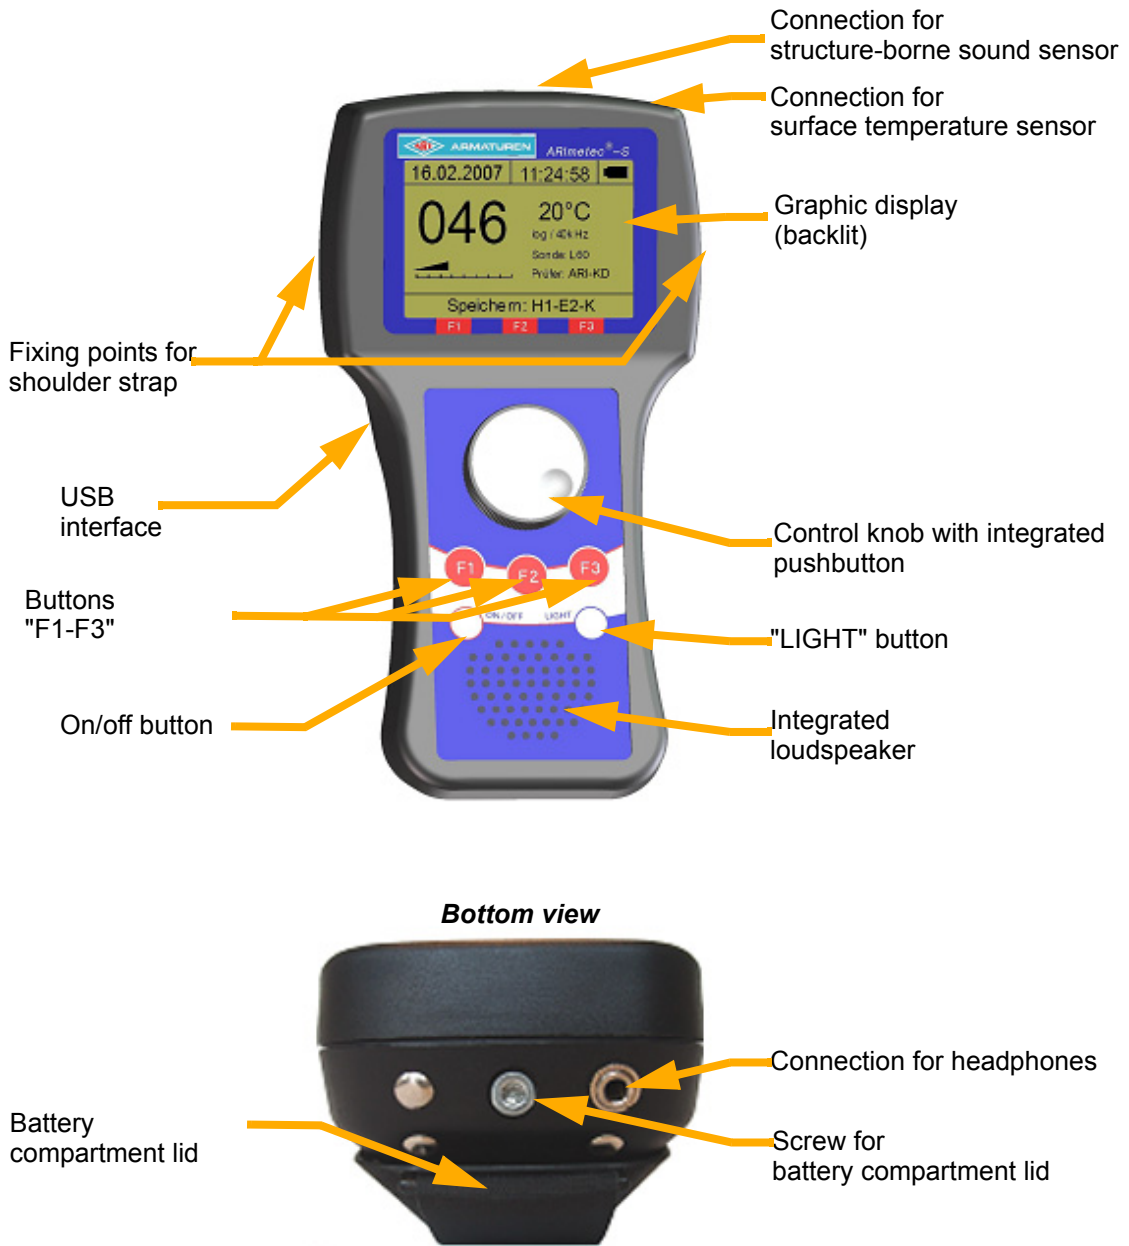 Connection for
structure-borne sound sensor
Connection for
surface temperature sensor
ARI ARMATUREN
ARImetec®-S
16.02.2007 11:24:58
046
20°C
log / 40kHz
Sonde: L60
Prüfer: ARI-KD
Speichern: H1-E2-K
F1 F2 F3
Graphic display
(backlit)
Fixing points for
shoulder strap
USB
interface
Control knob with integrated
pushbutton
F1 F2 F3
Buttons
"F1-F3"
ON/OFF LIGHT
"LIGHT" button
On/off button
Integrated
loudspeaker
Bottom view
Connection for headphones
Battery
compartment lid
Screw for
battery compartment lid